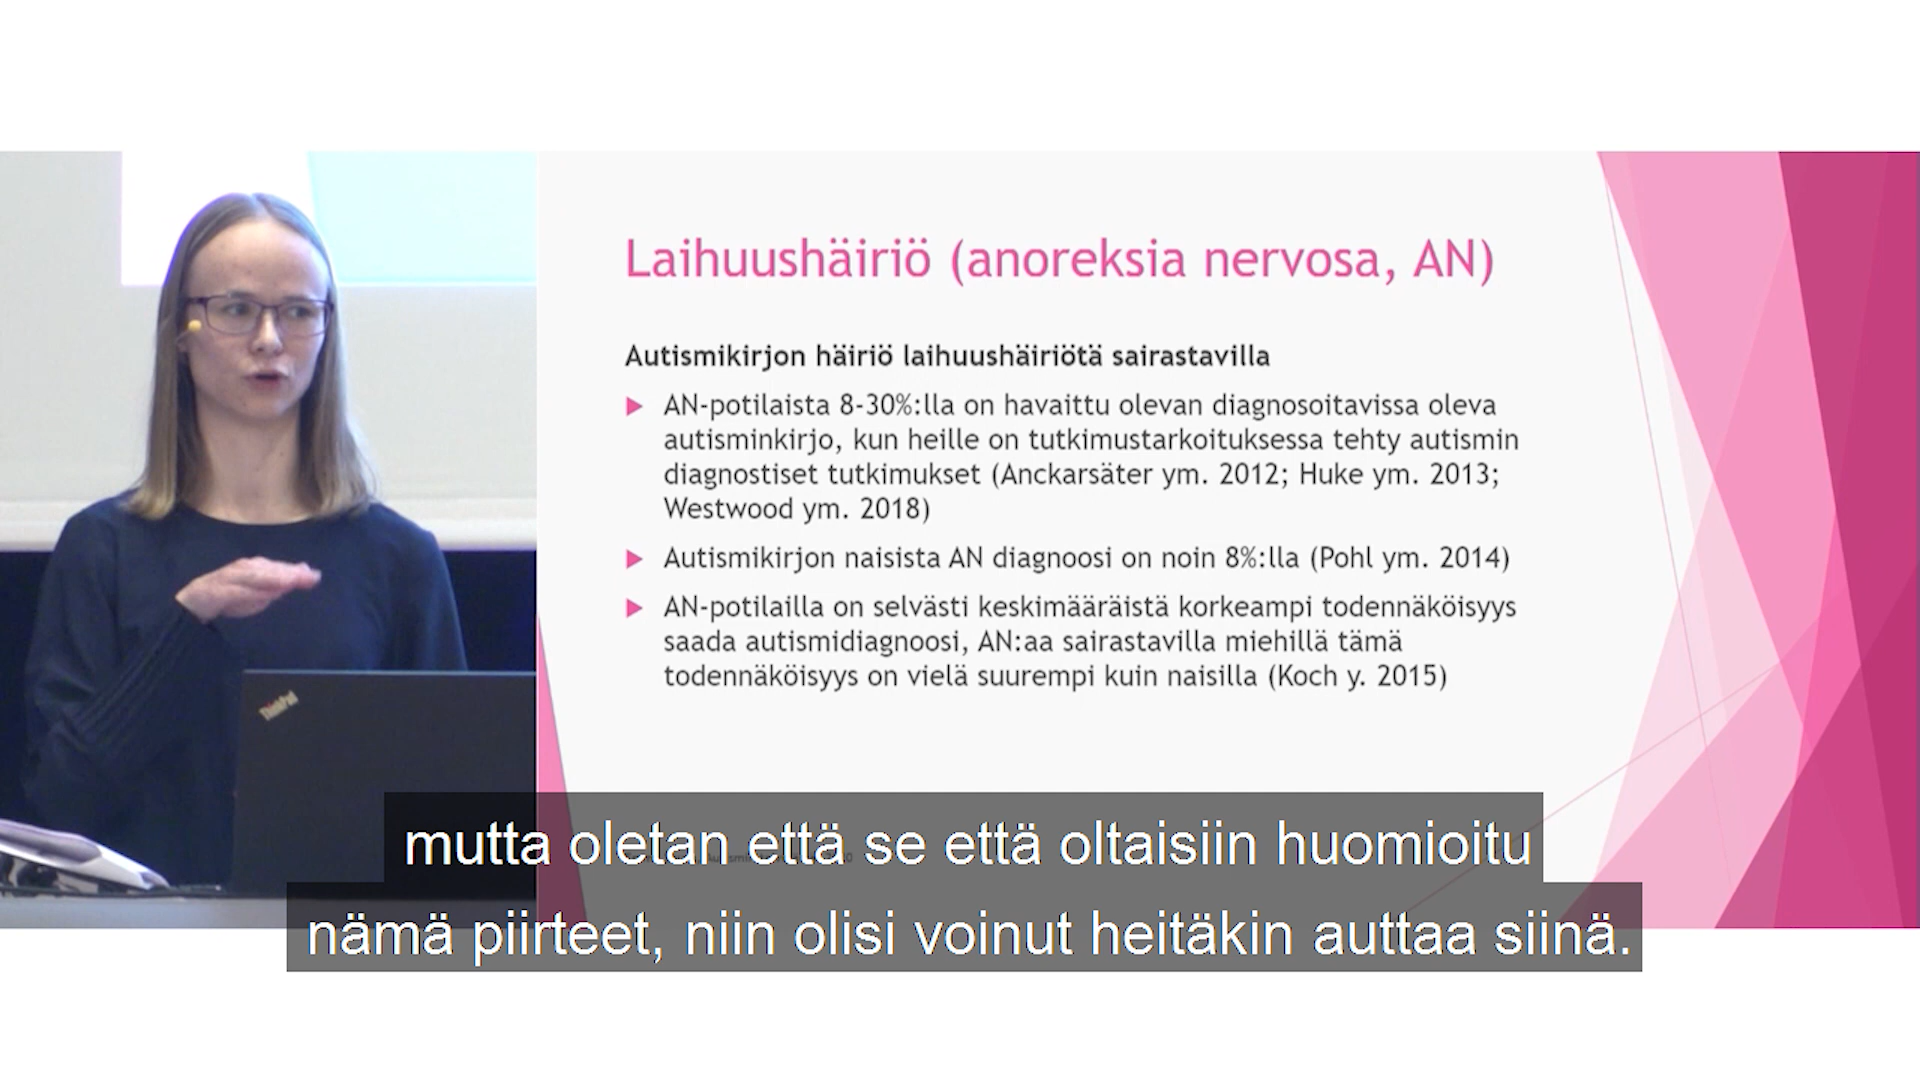 Laihuushäiriö (anoreksia nervosa, AN)
Autismikirjon häiriö laihuushäiriötä sairastavilla
AN-potilaista 8-30%:lla on havaittu olevan diagnosoitavissa oleva
autisminkirjo, kun heille on tutkimustarkoituksessa tehty autismin
diagnostiset tutkimukset (Anckarsäter ym. 2012; Huke ym. 2013;
Westwood ym. 2018)
Autismikirjon naisista AN diagnoosi on noin 8%:lla (Pohl ym. 2014)
AN-potilailla on selvästi keskimääräistä korkeampi todennäköisyys
saada autismidiagnoosi, AN:aa sairastavilla miehillä tämä
todennäköisyys on vielä suurempi kuin naisilla (Koch y. 2015)
ThinkPad
mutta oletan että se että oltaisiin huomioitu
nämä piirteet, niin olisi voinut heitäkin auttaa siinä.